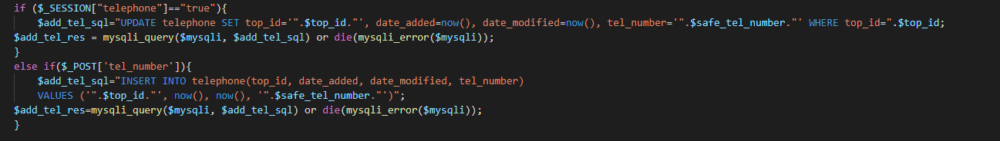 if ($_SESSION["telephone"]=="true"){
$add_tel_sql="UPDATE telephone SET top_id='".$top_id."', date_added=now(), date_modified=now(), tel_number='".$safe_tel_number."' WHERE top_id=".$top_id;
$add_tel_res = mysqli_query($mysqli, $add_tel_sql) or die(mysqli_error($mysqli));
}
else if($_POST['tel_number']){
$add_tel_sql="INSERT INTO telephone(top_id, date_added, date_modified, tel_number)
VALUES ('".$top_id."', now(), now(), '".$safe_tel_number."')";
$add_tel_res=mysqli_query($mysqli, $add_tel_sql) or die(mysqli_error($mysqli));
}